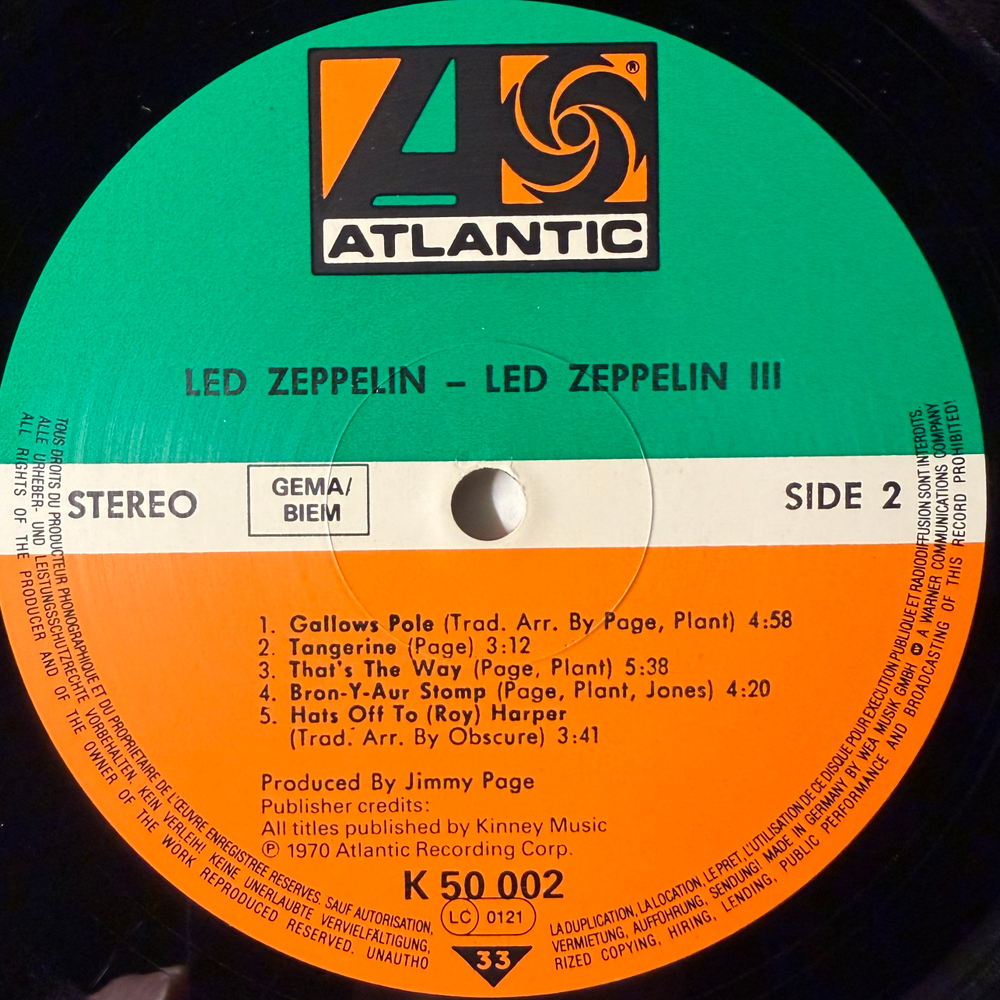 ®
ATLANTIC
LED ZEPPELIN – LED ZEPPELIN III
STEREO
GEMA/
BIEM
SIDE 2
1. Gallows Pole (Trad. Arr. By Page, Plant) 4:58
2. Tangerine (Page) 3:12
3. That's The Way (Page, Plant) 5:38
4. Bron-Y-Aur Stomp (Page, Plant, Jones) 4:20
5. Hats Off To (Roy) Harper
(Trad. Arr. By Obscure) 3:41
Produced By Jimmy Page
Publisher credits:
All titles published by Kinney Music
℗ 1970 Atlantic Recording Corp.
K 50 002
LC 0121
33
TOUS DROITS DU PRODUCTEUR PHONOGRAPHIQUE ET DU PROPRIETAIRE DE L'ŒUVRE ENREGISTREE RESERVES. SAUF AUTORISATION, LA DUPLICATION, LA LOCATION, LE PRET, L'UTILISATION DE CE DISQUE POUR EXECUTION PUBLIQUE ET RADIODIFFUSION SONT INTERDITS.
ALLE URHEBER- UND LEISTUNGSSCHUTZRECHTE VORBEHALTEN. KEIN VERLEIH! KEINE UNERLAUBTE VERVIELFÄLTIGUNG, VERMIETUNG, AUFFÜHRUNG, SENDUNG! MADE IN GERMANY BY WEA MUSIK GMBH A WARNER COMMUNICATIONS COMPANY
ALL RIGHTS OF THE PRODUCER AND OF THE OWNER OF THE WORK REPRODUCED RESERVED. UNAUTHORIZED COPYING, HIRING, LENDING, PUBLIC PERFORMANCE AND BROADCASTING OF THIS RECORD PROHIBITED!